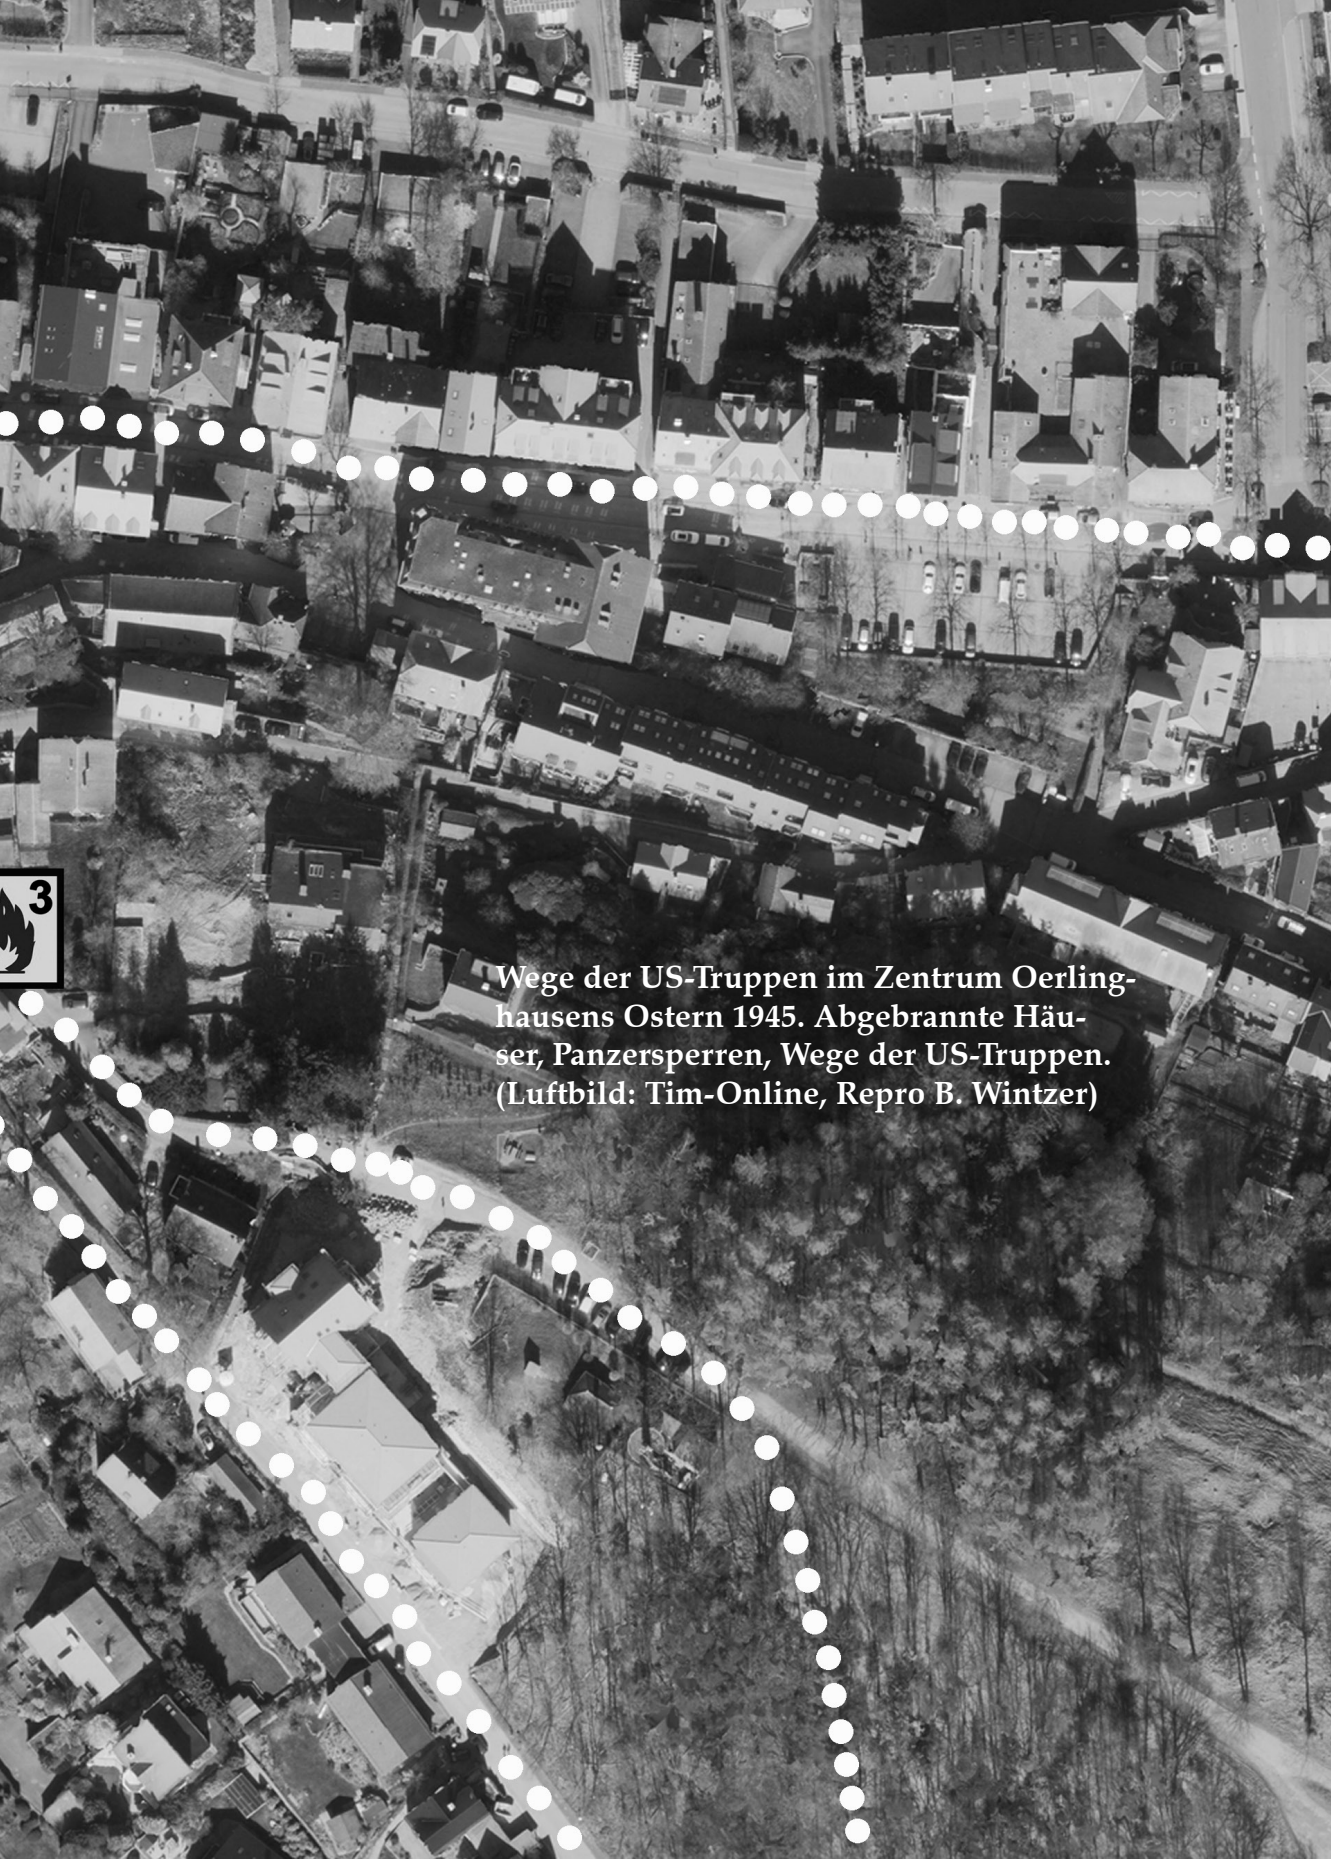 3
Wege der US-Truppen im Zentrum Oerling-
hausens Ostern 1945. Abgebrannte Häu-
ser, Panzersperren, Wege der US-Truppen.
(Luftbild: Tim-Online, Repro B. Wintzer)